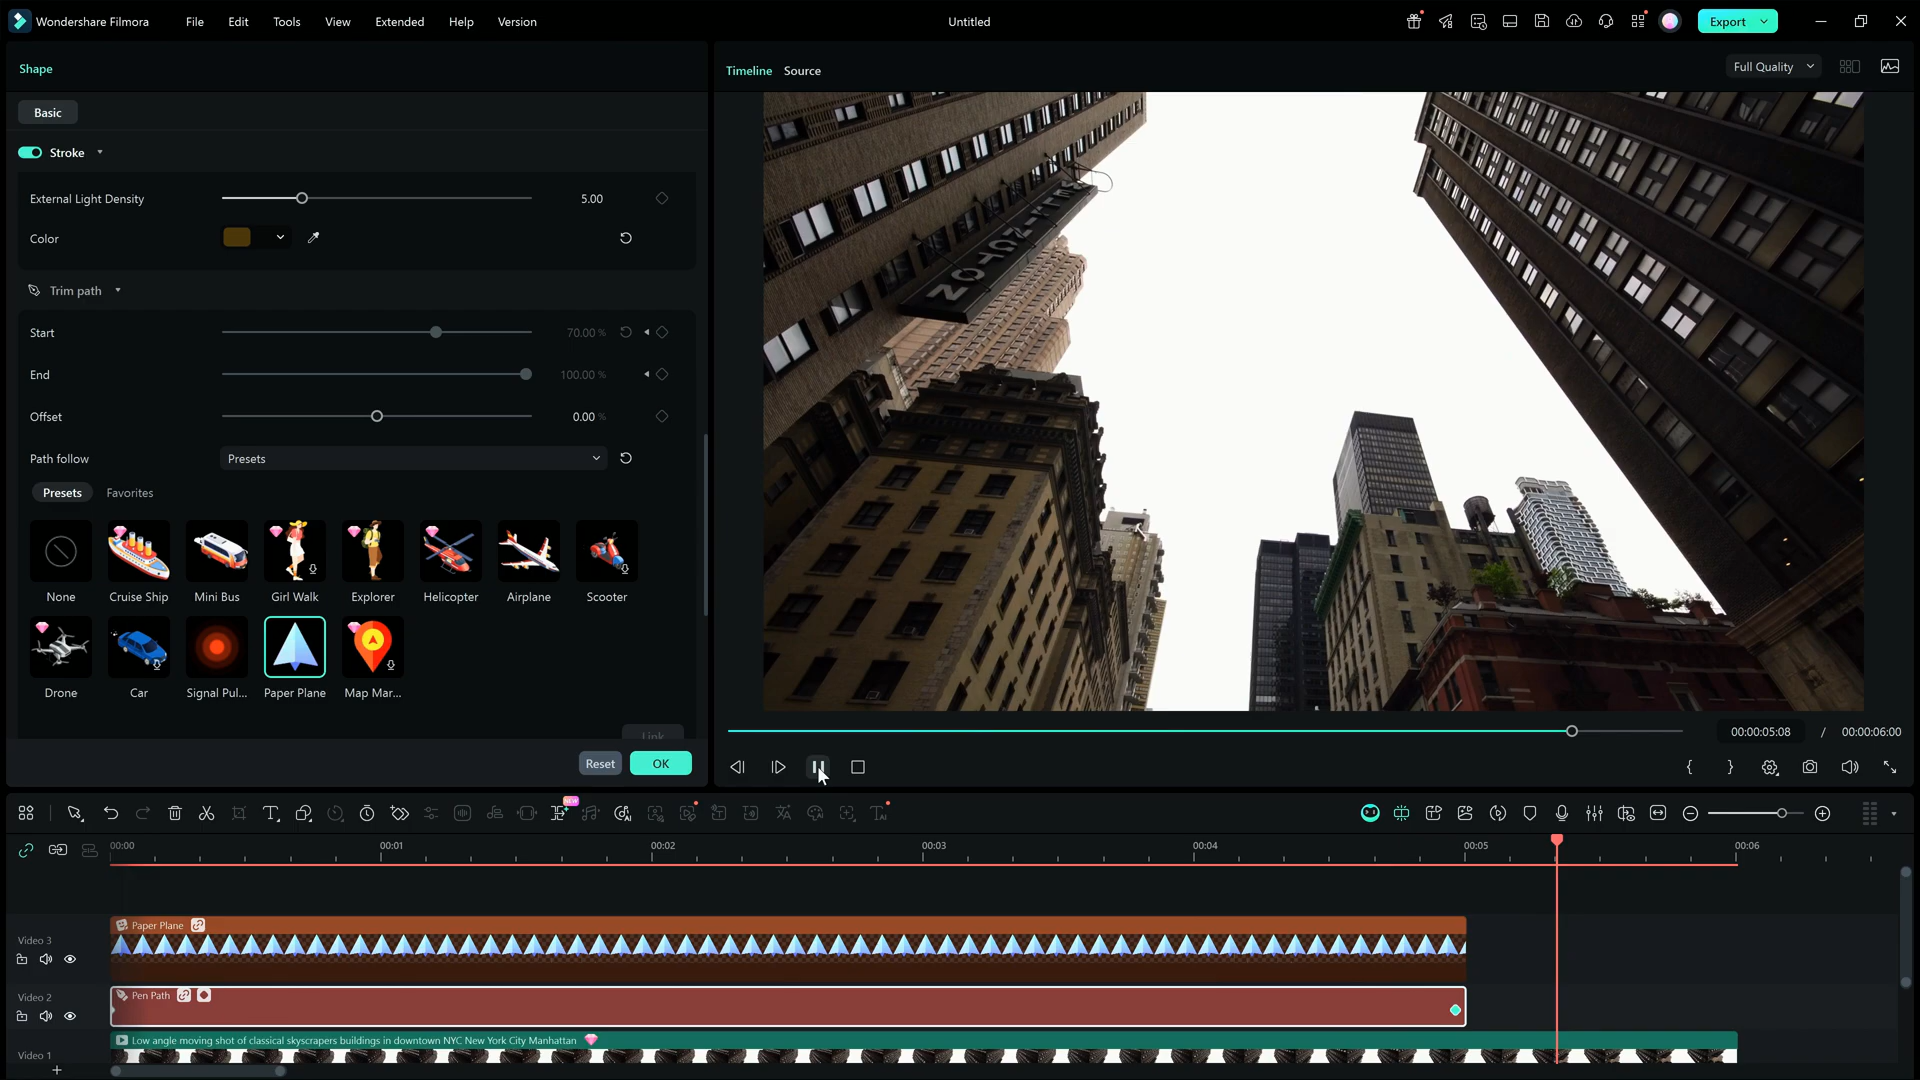 Wondershare Filmora File Edit Tools View Extended Help Version Untitled Export
Shape
Timeline Source Full Quality
Basic
Stroke
External Light Density 5.00
Color
Trim path
Start 70.00 %
End 100.00 %
Offset 0.00 %
Path follow Presets
Presets Favorites
None Cruise Ship Mini Bus Girl Walk Explorer Helicopter Airplane Scooter
Drone Car Signal Pul... Paper Plane Map Mar...
Link
Reset OK
00:00:05:08 / 00:00:06:00
NEW
00:00 00:01 00:02 00:03 00:04 00:05 00:06
Paper Plane
Video 3
Pen Path
Video 2
Low angle moving shot of classical skyscrapers buildings in downtown NYC New York City Manhattan
Video 1